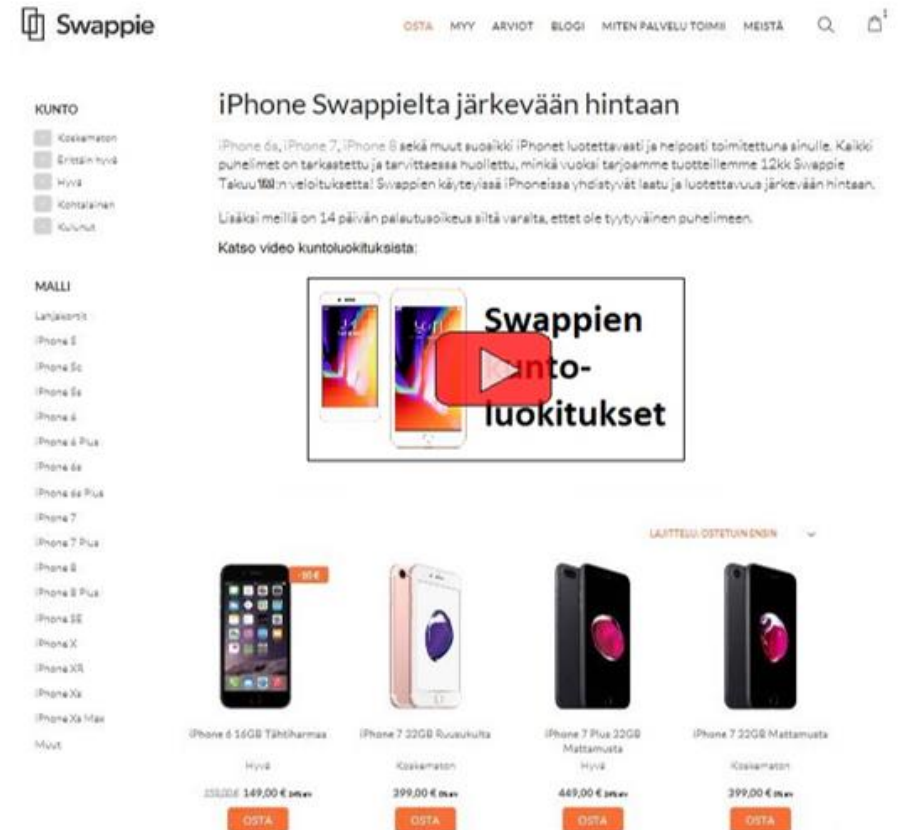 Swappie
OSTA MYY ARVIOT BLOGI MITEN PALVELU TOIMII MEISTÄ
1
KUNTO
Koskematon
Erittäin hyvä
Hyvä
Kohtalainen
Kulunut
MALLI
Lahjakortit
iPhone 5
iPhone 5c
iPhone 5s
iPhone 6
iPhone 6 Plus
iPhone 6s
iPhone 6s Plus
iPhone 7
iPhone 7 Plus
iPhone 8
iPhone 8 Plus
iPhone SE
iPhone X
iPhone XR
iPhone Xs
iPhone Xs Max
Muut
iPhone Swappielta järkevään hintaan
iPhone 6s, iPhone 7, iPhone 8 sekä muut suosikki iPhonet luotettavasti ja helposti toimitettuna sinulle. Kaikki
puhelimet on tarkastettu ja tarvittaessa huollettu, minkä vuoksi tarjoamme tuotteillemme 12kk Swappie
Takuu :n veloituksetta! Swappien käytetyissä iPhoneissa yhdistyvät laatu ja luotettavuus järkevään hintaan.
Lisäksi meillä on 14 päivän palautusoikeus siltä varalta, ettet ole tyytyväinen puhelimeen.
Katso video kuntoluokituksista:
Swappien
kunto-
luokitukset
LAJITTELU: OSTETUIN ENSIN
-10 €
iPhone 6 16GB Tähtiharmaa
Hyvä
159,00 € 149,00 €
OSTA
iPhone 7 32GB Ruusukulta
Koskematon
399,00 €
OSTA
iPhone 7 Plus 32GB
Mattamusta
Hyvä
449,00 €
OSTA
iPhone 7 32GB Mattamusta
Koskematon
399,00 €
OSTA